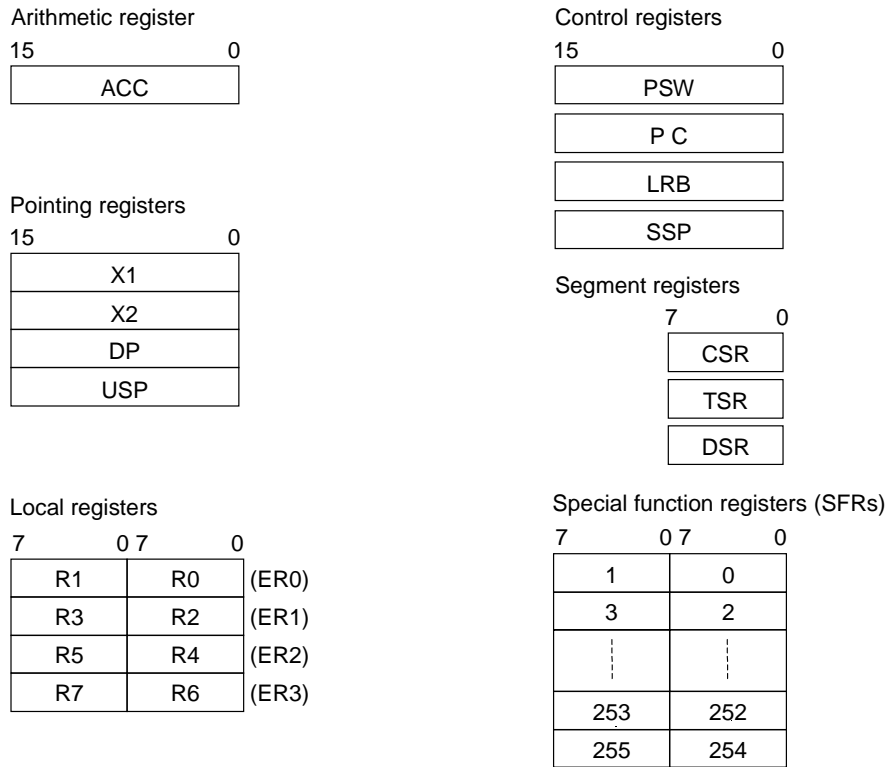 Arithmetic register
15 0
ACC
Pointing registers
15 0
X1
X2
DP
USP
Local registers
7 0 7 0
R1 R0 (ER0)
R3 R2 (ER1)
R5 R4 (ER2)
R7 R6 (ER3)
Control registers
15 0
PSW
P C
LRB
SSP
Segment registers
7 0
CSR
TSR
DSR
Special function registers (SFRs)
7 0 7 0
1 0
3 2
253 252
255 254